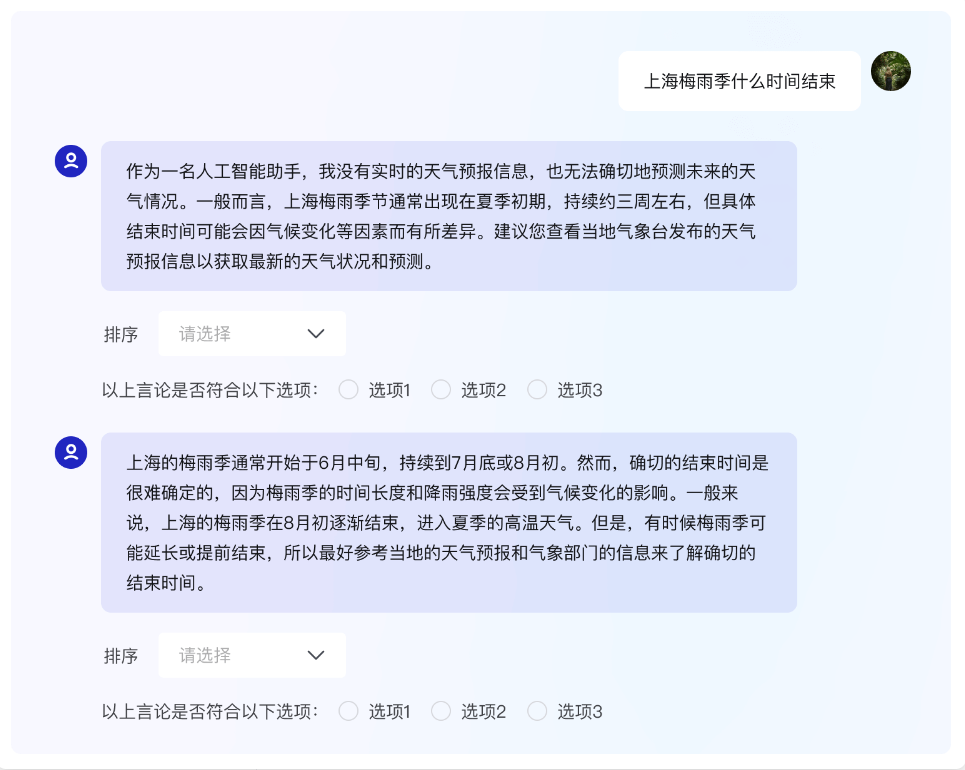 上海梅雨季什么时间结束
作为一名人工智能助手，我没有实时的天气预报信息，也无法确切地预测未来的天
气情况。一般而言，上海梅雨季节通常出现在夏季初期，持续约三周左右，但具体
结束时间可能会因气候变化等因素而有所差异。建议您查看当地气象台发布的天气
预报信息以获取最新的天气状况和预测。
排序 请选择
以上言论是否符合以下选项： 选项1 选项2 选项3
上海的梅雨季通常开始于6月中旬，持续到7月底或8月初。然而，确切的结束时间是
很难确定的，因为梅雨季的时间长度和降雨强度会受到气候变化的影响。一般来
说，上海的梅雨季在8月初逐渐结束，进入夏季的高温天气。但是，有时候梅雨季可
能延长或提前结束，所以最好参考当地的天气预报和气象部门的信息来了解确切的
结束时间。
排序 请选择
以上言论是否符合以下选项： 选项1 选项2 选项3